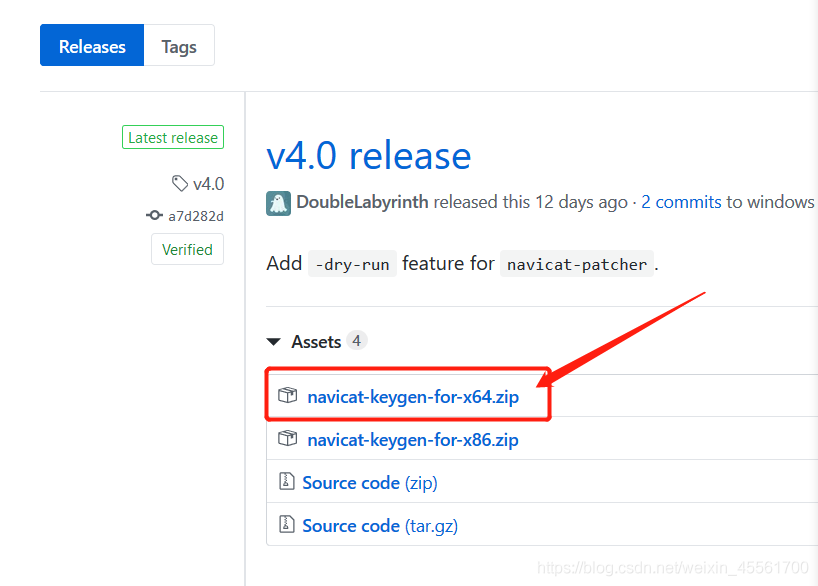 Releases
Tags
Latest release
v4.0
a7d282d
Verified
v4.0 release
DoubleLabyrinth released this 12 days ago · 2 commits to windows
Add -dry-run feature for navicat-patcher.
Assets 4
navicat-keygen-for-x64.zip
navicat-keygen-for-x86.zip
Source code (zip)
Source code (tar.gz)
https://blog.csdn.net/weixin_45561700